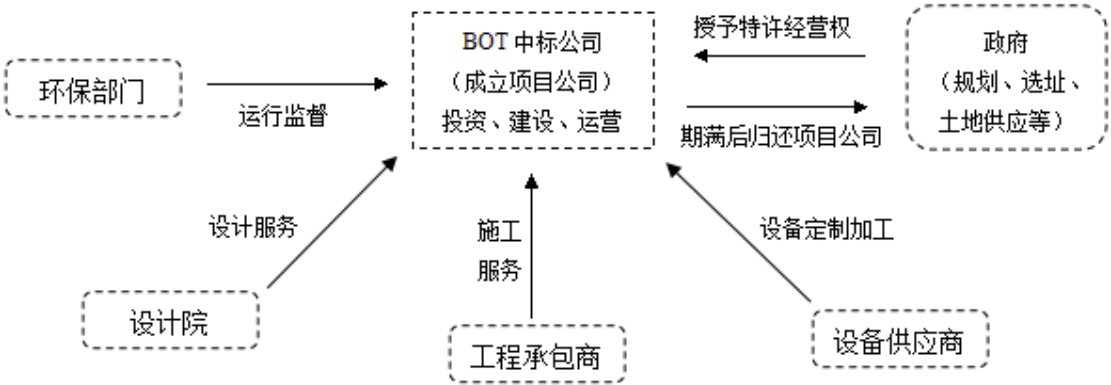 BOT 中标公司
（成立项目公司）
投资、建设、运营
授予特许经营权
期满后归还项目公司
政府
（规划、选址、
土地供应等）
环保部门
运行监督
设计服务
施工
服务
设备定制加工
设计院
工程承包商
设备供应商